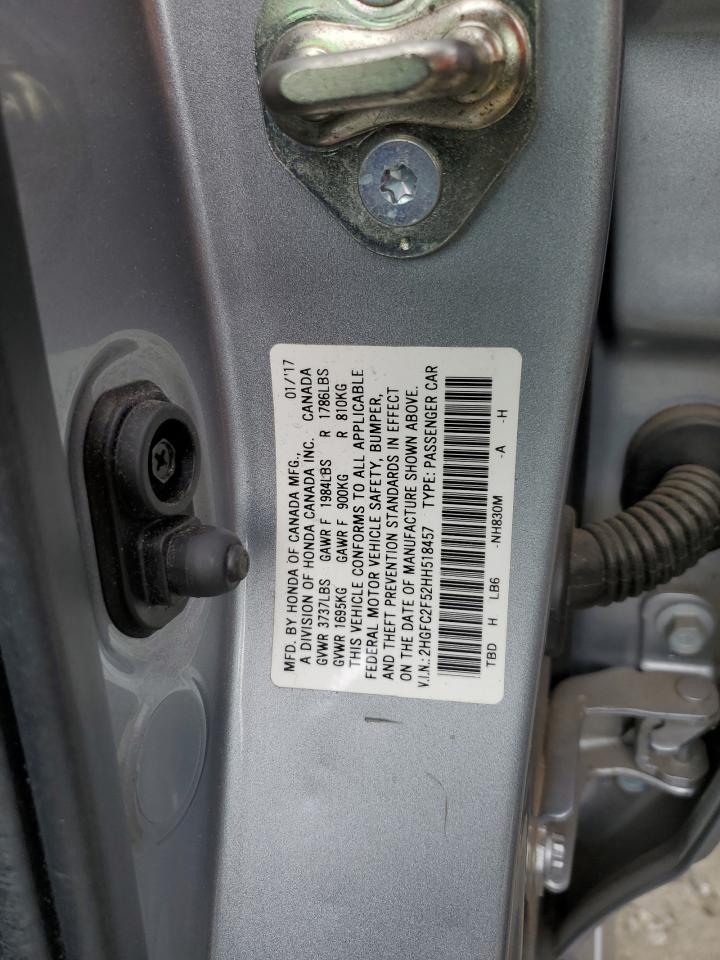 MFD. BY HONDA OF CANADA MFG., 01/'17
A DIVISION OF HONDA CANADA INC. CANADA
GVWR 3737LBS GAWR F 1984LBS R 1786LBS
GVWR 1695KG GAWR F 900KG R 810KG
THIS VEHICLE CONFORMS TO ALL APPLICABLE
FEDERAL MOTOR VEHICLE SAFETY, BUMPER,
AND THEFT PREVENTION STANDARDS IN EFFECT
ON THE DATE OF MANUFACTURE SHOWN ABOVE.
V.I.N.: 2HGFC2F52HH518457 TYPE: PASSENGER CAR
TBD H LB6 -NH830M -A -H